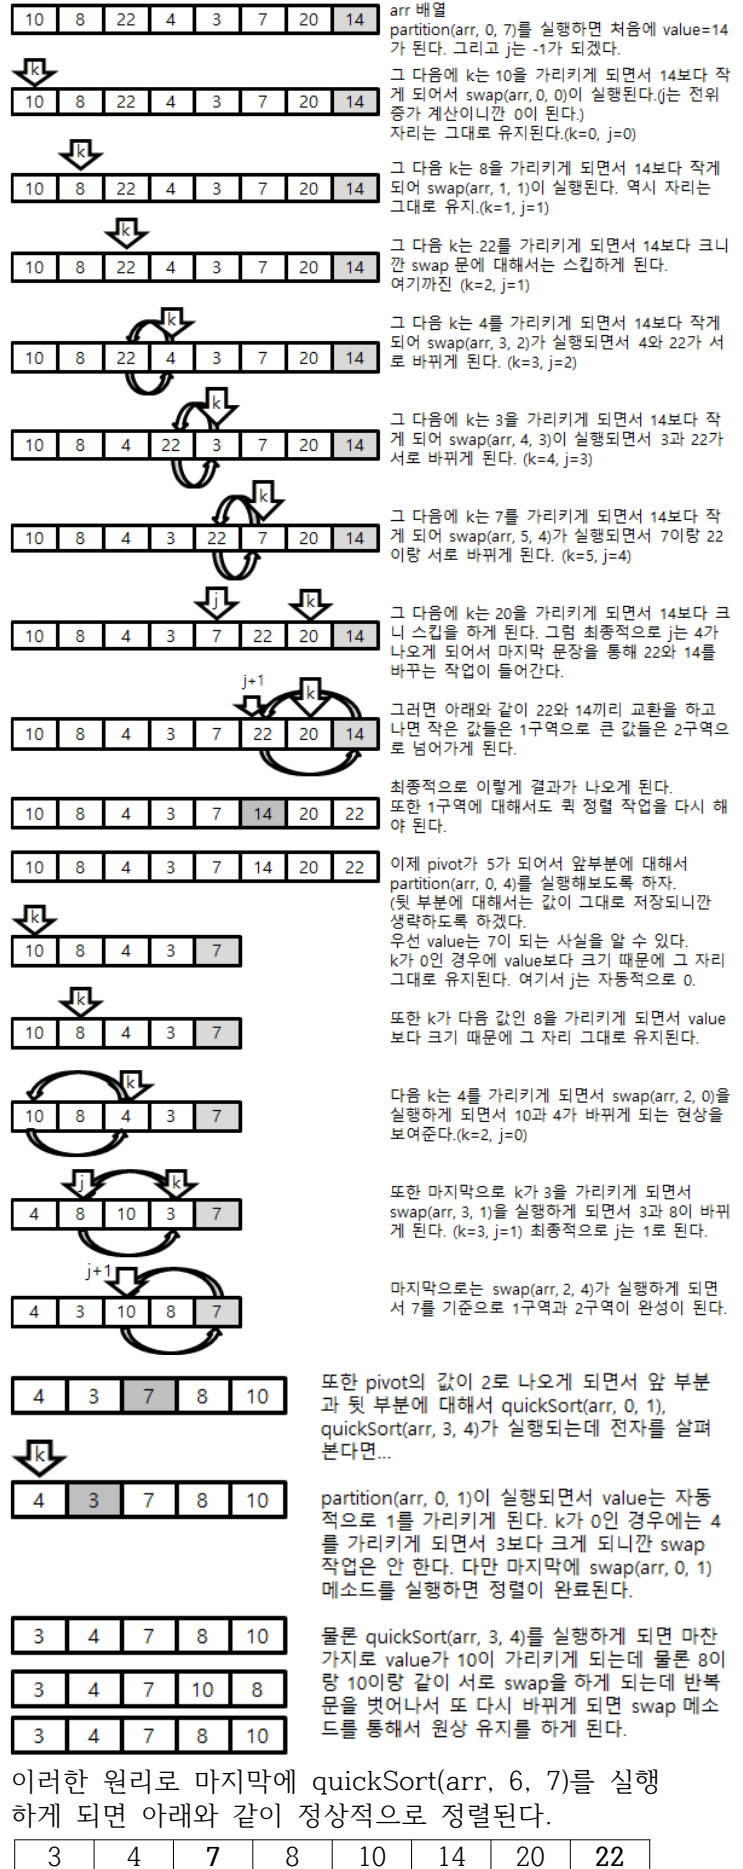 10 8 22 4 3 7 20 14
arr 배열
partition(arr, 0, 7)를 실행하면 처음에 value=14
가 된다. 그리고 j는 -1가 되겠다.
k
10 8 22 4 3 7 20 14
그 다음에 k는 10을 가리키게 되면서 14보다 작
게 되어서 swap(arr, 0, 0)이 실행된다.(j는 전위
증가 계산이니깐 0이 된다.)
자리는 그대로 유지된다.(k=0, j=0)
k
10 8 22 4 3 7 20 14
그 다음 k는 8을 가리키게 되면서 14보다 작게
되어 swap(arr, 1, 1)이 실행된다. 역시 자리는
그대로 유지.(k=1, j=1)
k
10 8 22 4 3 7 20 14
그 다음 k는 22를 가리키게 되면서 14보다 크니
깐 swap 문에 대해서는 스킵하게 된다.
여기까진 (k=2, j=1)
k
10 8 22 4 3 7 20 14
그 다음 k는 4를 가리키게 되면서 14보다 작게
되어 swap(arr, 3, 2)가 실행되면서 4와 22가 서
로 바뀌게 된다. (k=3, j=2)
k
10 8 4 22 3 7 20 14
그 다음에 k는 3을 가리키게 되면서 14보다 작
게 되어 swap(arr, 4, 3)이 실행되면서 3과 22가
서로 바뀌게 된다. (k=4, j=3)
k
10 8 4 3 22 7 20 14
그 다음에 k는 7를 가리키게 되면서 14보다 작
게 되어 swap(arr, 5, 4)가 실행되면서 7이랑 22
이랑 서로 바뀌게 된다. (k=5, j=4)
j k
10 8 4 3 7 22 20 14
그 다음에 k는 20을 가리키게 되면서 14보다 크
니 스킵을 하게 된다. 그럼 최종적으로 j는 4가
나오게 되어서 마지막 문장을 통해 22와 14를
바꾸는 작업이 들어간다.
j+1 k
10 8 4 3 7 22 20 14
그러면 아래와 같이 22와 14끼리 교환을 하고
나면 작은 값들은 1구역으로 큰 값들은 2구역으
로 넘어가게 된다.
10 8 4 3 7 14 20 22
최종적으로 이렇게 결과가 나오게 된다.
또한 1구역에 대해서도 퀵 정렬 작업을 다시 해
야 된다.
10 8 4 3 7 14 20 22
이제 pivot가 5가 되어서 앞부분에 대해서
partition(arr, 0, 4)를 실행해보도록 하자.
(뒷 부분에 대해서는 값이 그대로 저장되니깐
생략하도록 하겠다.
k
10 8 4 3 7
우선 value는 7이 되는 사실을 알 수 있다.
k가 0인 경우에 value보다 크기 때문에 그 자리
그대로 유지된다. 여기서 j는 자동적으로 0.
k
10 8 4 3 7
또한 k가 다음 값인 8을 가리키게 되면서 value
보다 크기 때문에 그 자리 그대로 유지된다.
k
10 8 4 3 7
다음 k는 4를 가리키게 되면서 swap(arr, 2, 0)을
실행하게 되면서 10과 4가 바뀌게 되는 현상을
보여준다.(k=2, j=0)
j k
4 8 10 3 7
또한 마지막으로 k가 3을 가리키게 되면서
swap(arr, 3, 1)을 실행하게 되면서 3과 8이 바뀌
게 된다. (k=3, j=1) 최종적으로 j는 1로 된다.
j+1
4 3 10 8 7
마지막으로는 swap(arr, 2, 4)가 실행하게 되면
서 7를 기준으로 1구역과 2구역이 완성이 된다.
4 3 7 8 10
또한 pivot의 값이 2로 나오게 되면서 앞 부분
과 뒷 부분에 대해서 quickSort(arr, 0, 1),
quickSort(arr, 3, 4)가 실행되는데 전자를 살펴
본다면...
k
4 3 7 8 10
partition(arr, 0, 1)이 실행되면서 value는 자동
적으로 1를 가리키게 된다. k가 0인 경우에는 4
를 가리키게 되면서 3보다 크게 되니깐 swap
작업은 안 한다. 다만 마지막에 swap(arr, 0, 1)
메소드를 실행하면 정렬이 완료된다.
3 4 7 8 10
3 4 7 10 8
3 4 7 8 10
물론 quickSort(arr, 3, 4)를 실행하게 되면 마찬
가지로 value가 10이 가리키게 되는데 물론 8이
랑 10이랑 같이 서로 swap을 하게 되는데 반복
문을 벗어나서 또 다시 바뀌게 되면 swap 메소
드를 통해서 원상 유지를 하게 된다.
이러한 원리로 마지막에 quickSort(arr, 6, 7)를 실행
하게 되면 아래와 같이 정상적으로 정렬된다.
3 4 7 8 10 14 20 22